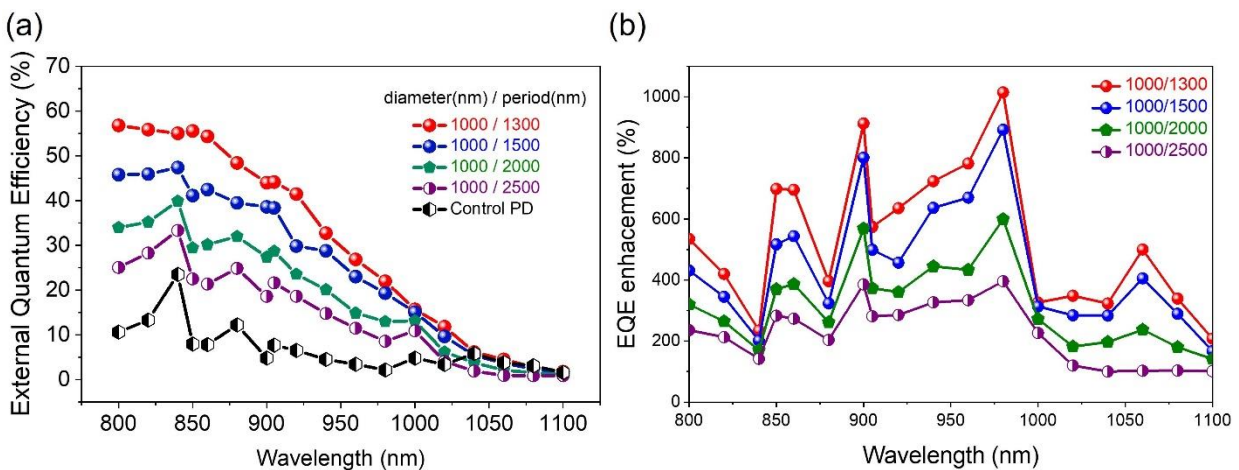 (a)
External Quantum Efficiency (%)
70
60
50
40
30
20
10
0
diameter(nm) / period(nm)
1000 / 1300
1000 / 1500
1000 / 2000
1000 / 2500
Control PD
800 850 900 950 1000 1050 1100
Wavelength (nm)
(b)
EQE enhacement (%)
1000
800
600
400
200
0
1000/1300
1000/1500
1000/2000
1000/2500
800 850 900 950 1000 1050 1100
Wavelength (nm)